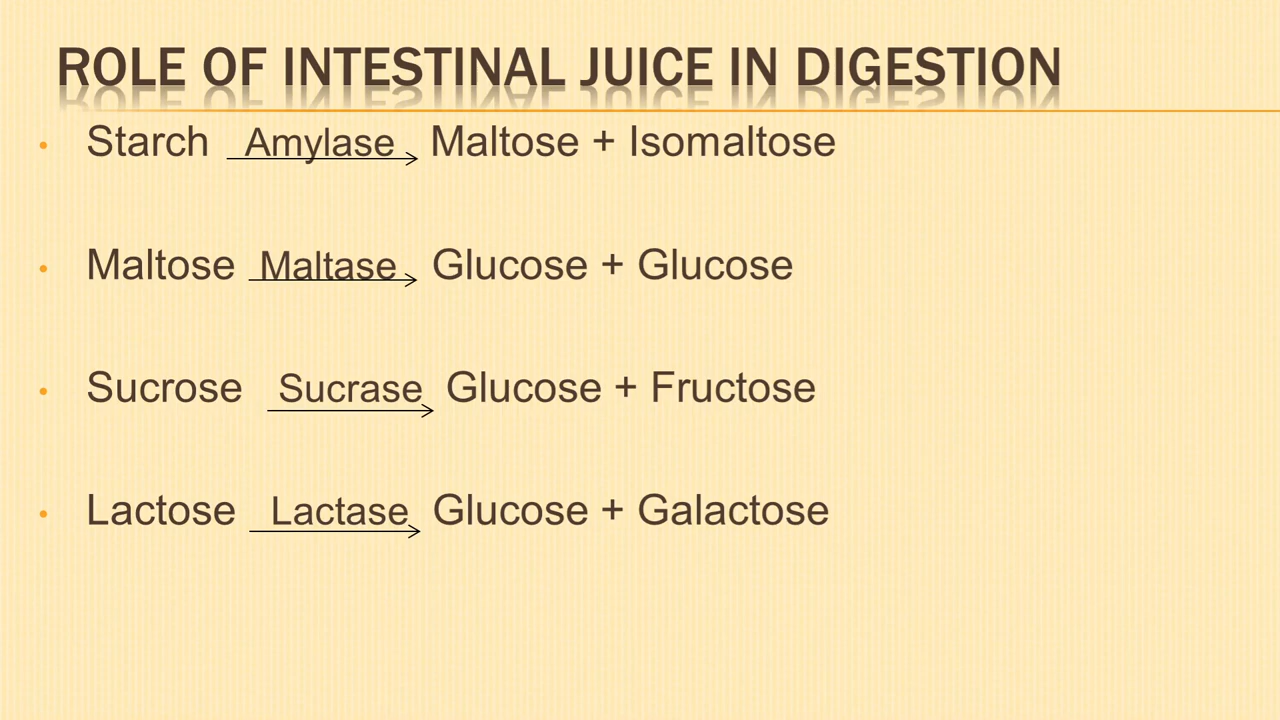 ROLE OF INTESTINAL JUICE IN DIGESTION
• Starch Amylase Maltose + Isomaltose
• Maltose Maltase Glucose + Glucose
• Sucrose Sucrase Glucose + Fructose
• Lactose Lactase Glucose + Galactose